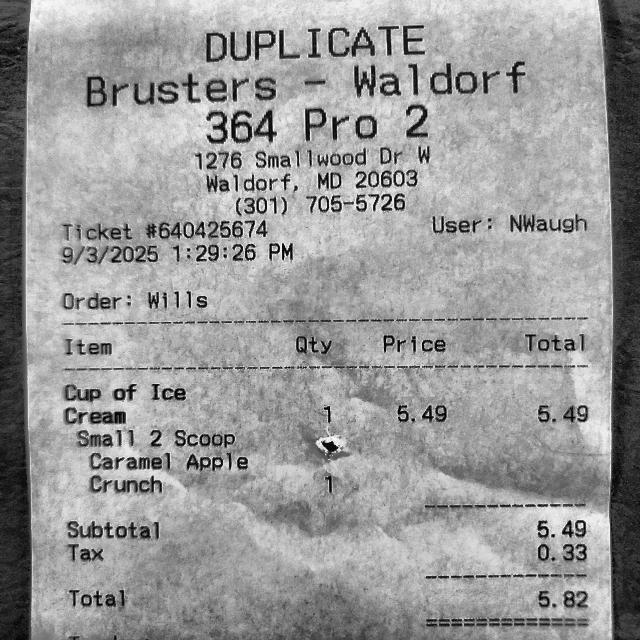 DUPLICATE
Brusters - Waldorf
364 Pro 2
1276 Smallwood Dr W
Waldorf, MD 20603
(301) 705-5726
Ticket #640425674 User: NWaugh
9/3/2025 1:29:26 PM
Order: Wills
Item Qty Price Total
Cup of Ice
Cream 1 5.49 5.49
Small 2 Scoop
Caramel Apple
Crunch 1
Subtotal 5.49
Tax 0.33
Total 5.82